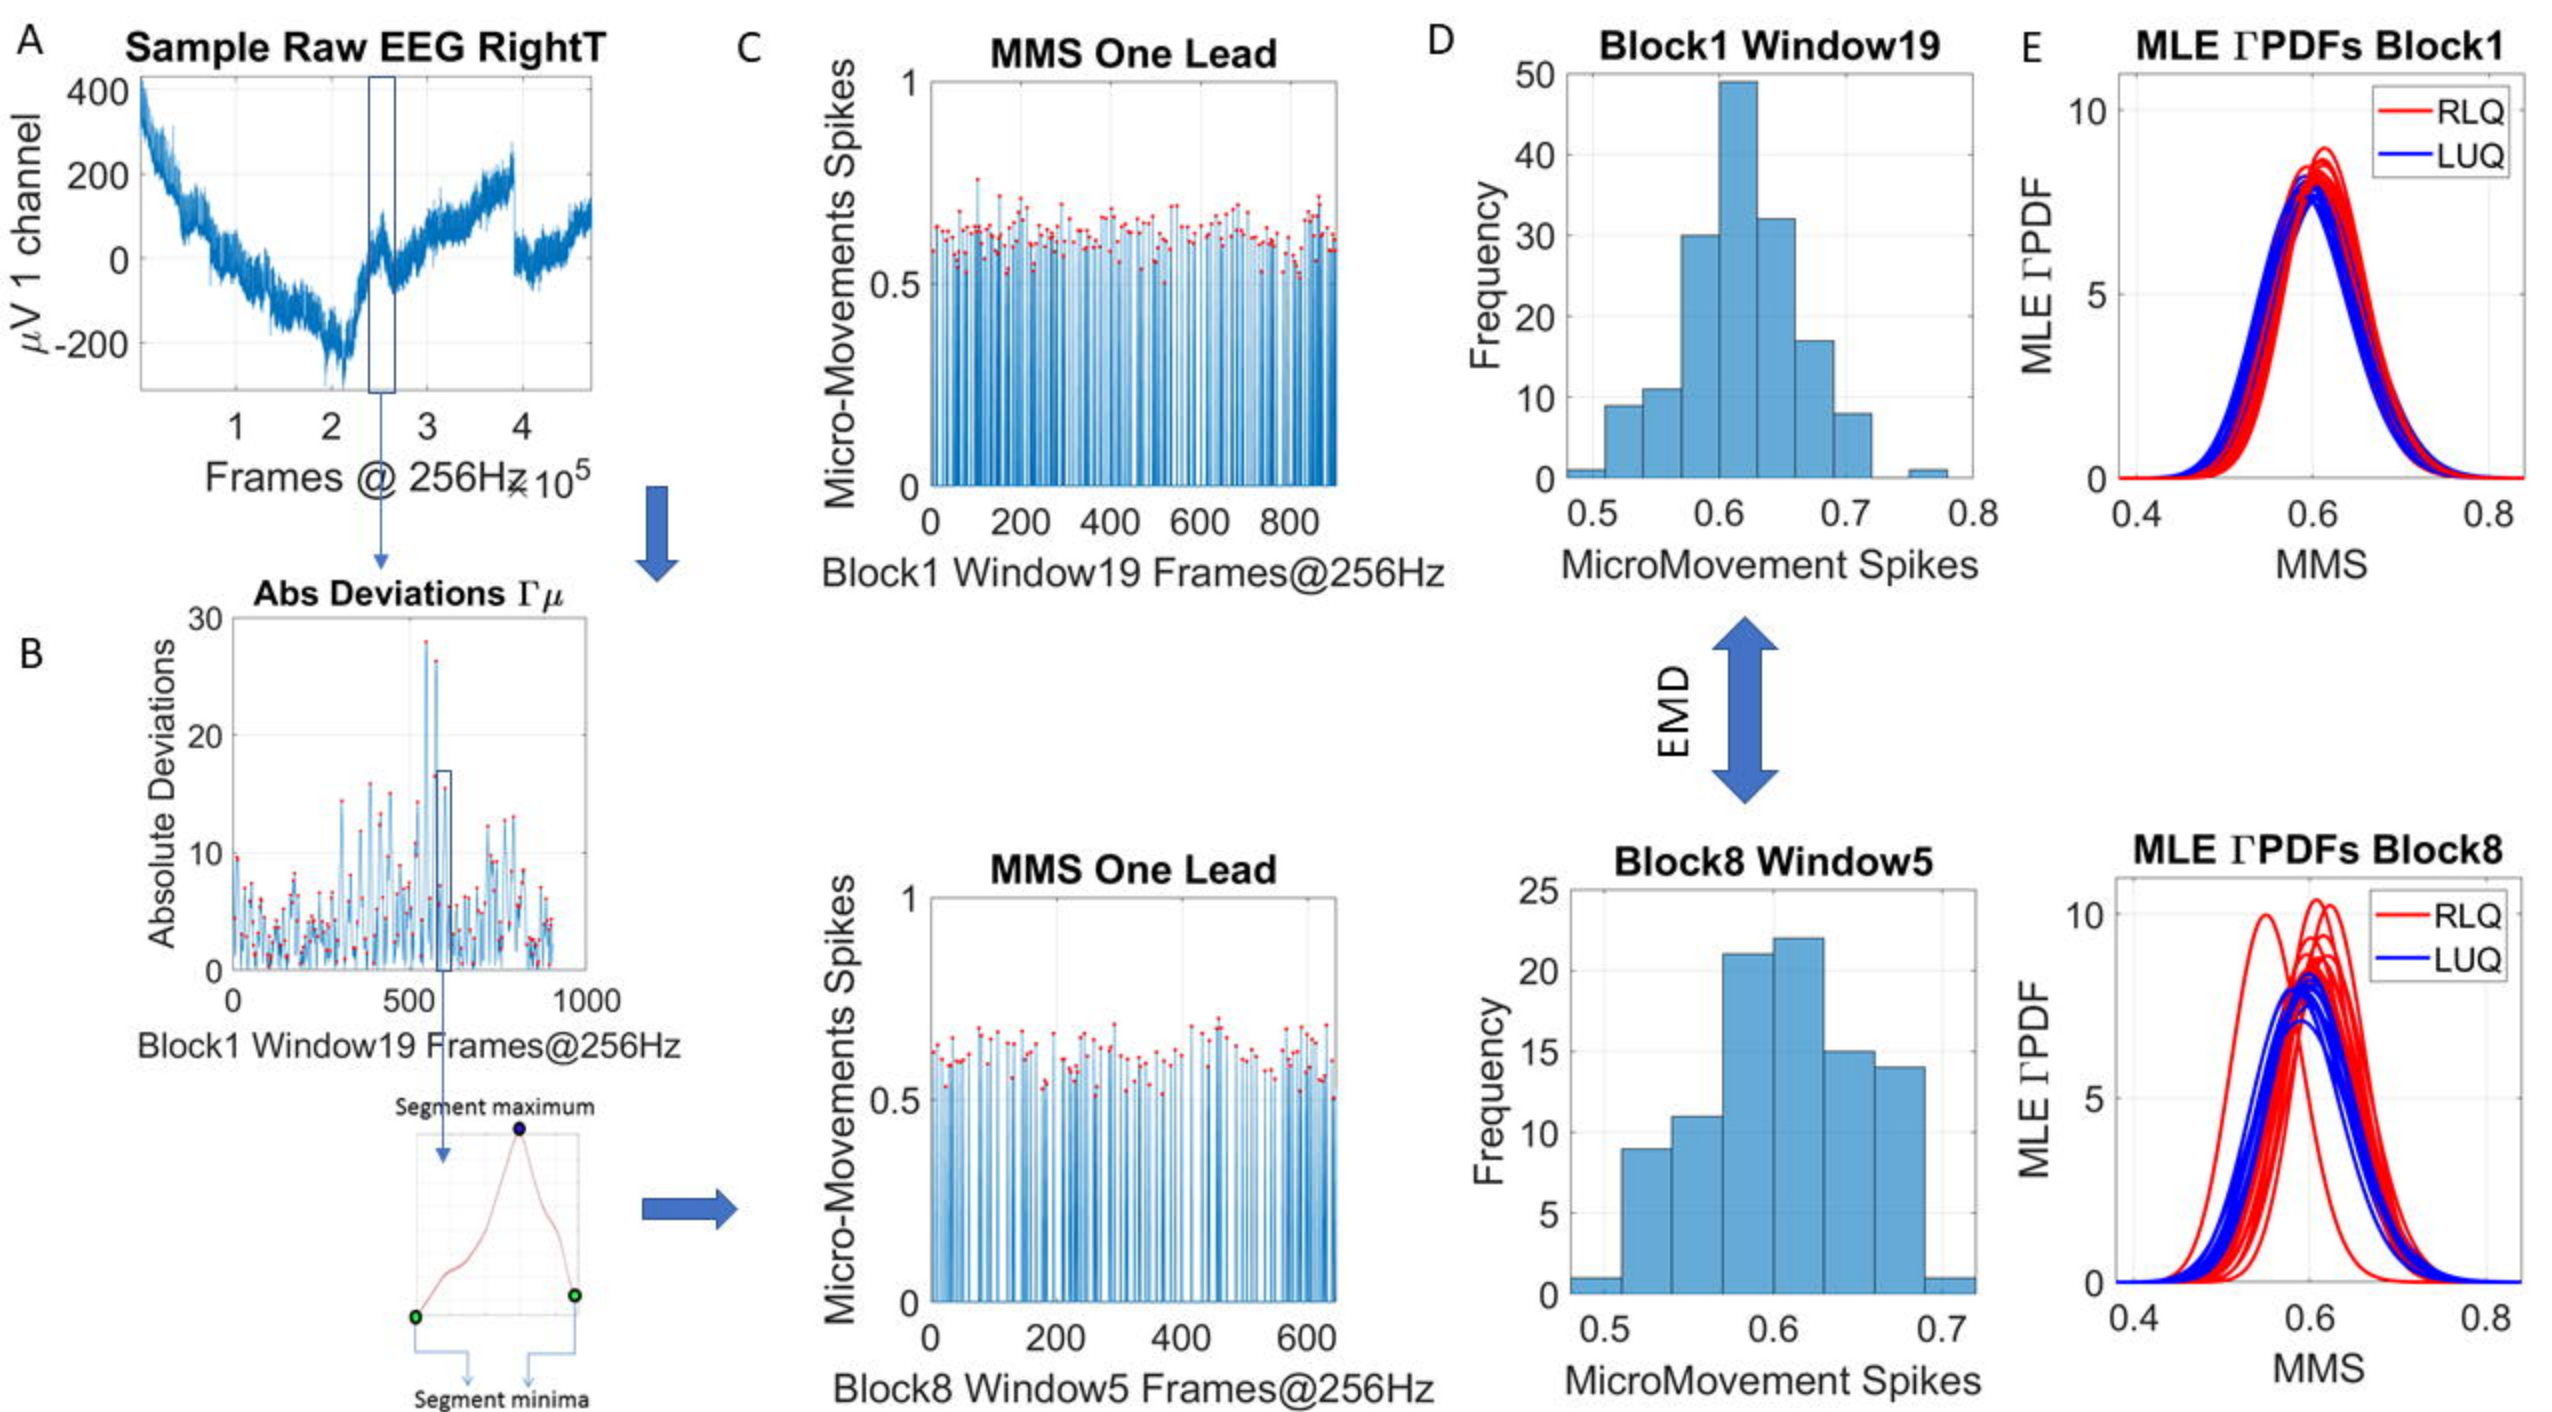 A
Sample Raw EEG RightT
μV 1 channel
400
200
0
-200
1 2 3 4
Frames @ 256Hz ×10^5
B
Abs Deviations Γμ
Absolute Deviations
30
20
10
0
0 500 1000
Block1 Window19 Frames@256Hz
Segment maximum
Segment minima
C
MMS One Lead
Micro-Movements Spikes
1
0.5
0
0 200 400 600 800
Block1 Window19 Frames@256Hz
MMS One Lead
Micro-Movements Spikes
1
0.5
0
0 200 400 600
Block8 Window5 Frames@256Hz
D
Block1 Window19
Frequency
50
40
30
20
10
0
0.5 0.6 0.7 0.8
MicroMovement Spikes
EMD
Block8 Window5
Frequency
25
20
15
10
5
0
0.5 0.6 0.7
MicroMovement Spikes
E
MLE ΓPDFs Block1
MLE ΓPDF
10
5
0
RLQ
LUQ
0.4 0.6 0.8
MMS
MLE ΓPDFs Block8
MLE ΓPDF
10
5
0
RLQ
LUQ
0.4 0.6 0.8
MMS